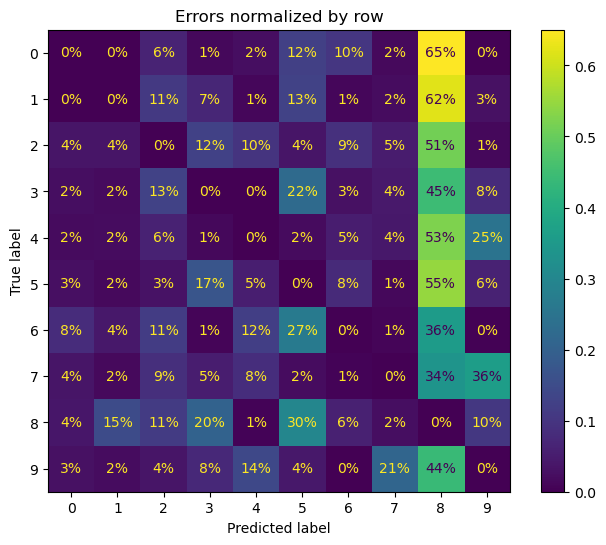 Errors normalized by row
0 0% 0% 6% 1% 2% 12% 10% 2% 65% 0%
1 0% 0% 11% 7% 1% 13% 1% 2% 62% 3%
2 4% 4% 0% 12% 10% 4% 9% 5% 51% 1%
3 2% 2% 13% 0% 0% 22% 3% 4% 45% 8%
4 2% 2% 6% 1% 0% 2% 5% 4% 53% 25%
5 3% 2% 3% 17% 5% 0% 8% 1% 55% 6%
6 8% 4% 11% 1% 12% 27% 0% 1% 36% 0%
7 4% 2% 9% 5% 8% 2% 1% 0% 34% 36%
8 4% 15% 11% 20% 1% 30% 6% 2% 0% 10%
9 3% 2% 4% 8% 14% 4% 0% 21% 44% 0%
0 1 2 3 4 5 6 7 8 9
Predicted label
True label
0.6
0.5
0.4
0.3
0.2
0.1
0.0